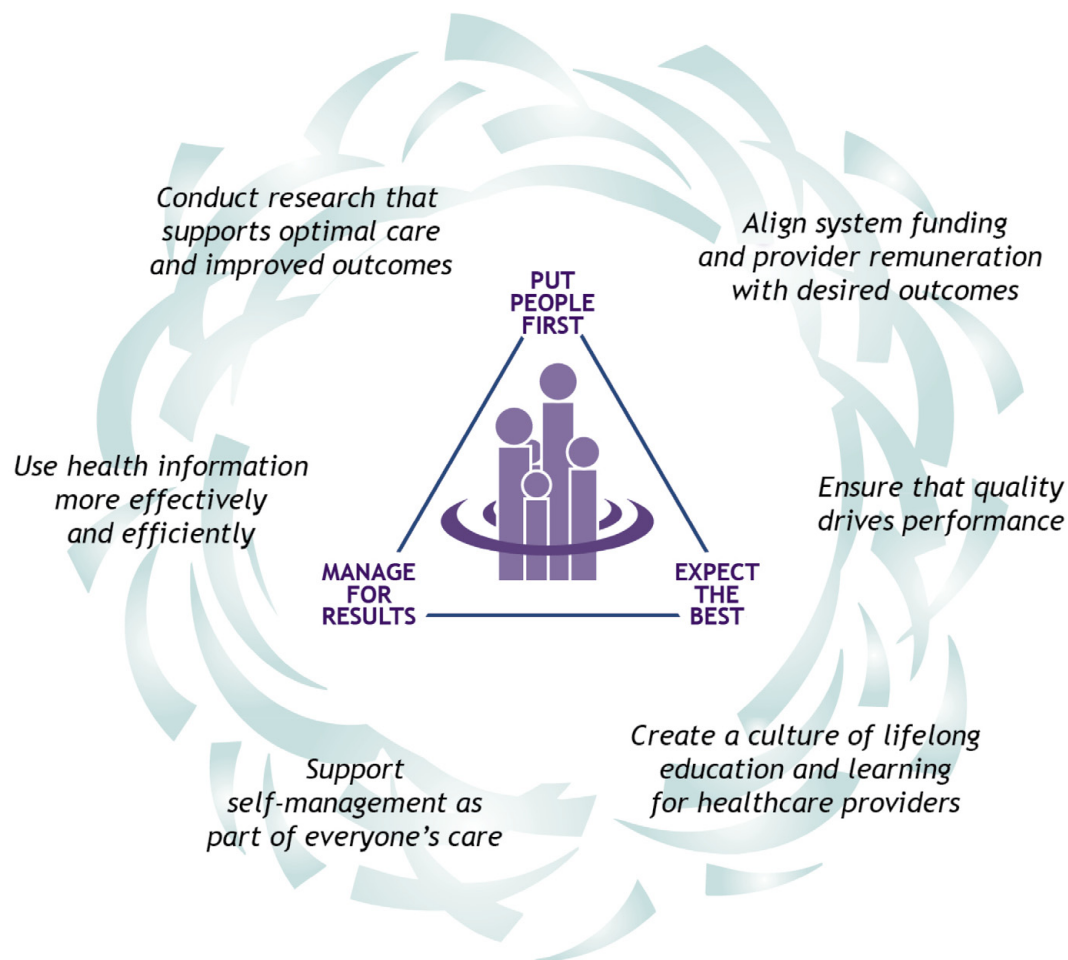 Conduct research that
supports optimal care
and improved outcomes
Align system funding
and provider remuneration
with desired outcomes
PUT
PEOPLE
FIRST
Use health information
more effectively
and efficiently
Ensure that quality
drives performance
MANAGE
FOR
RESULTS
EXPECT
THE
BEST
Support
self-management as
part of everyone’s care
Create a culture of lifelong
education and learning
for healthcare providers